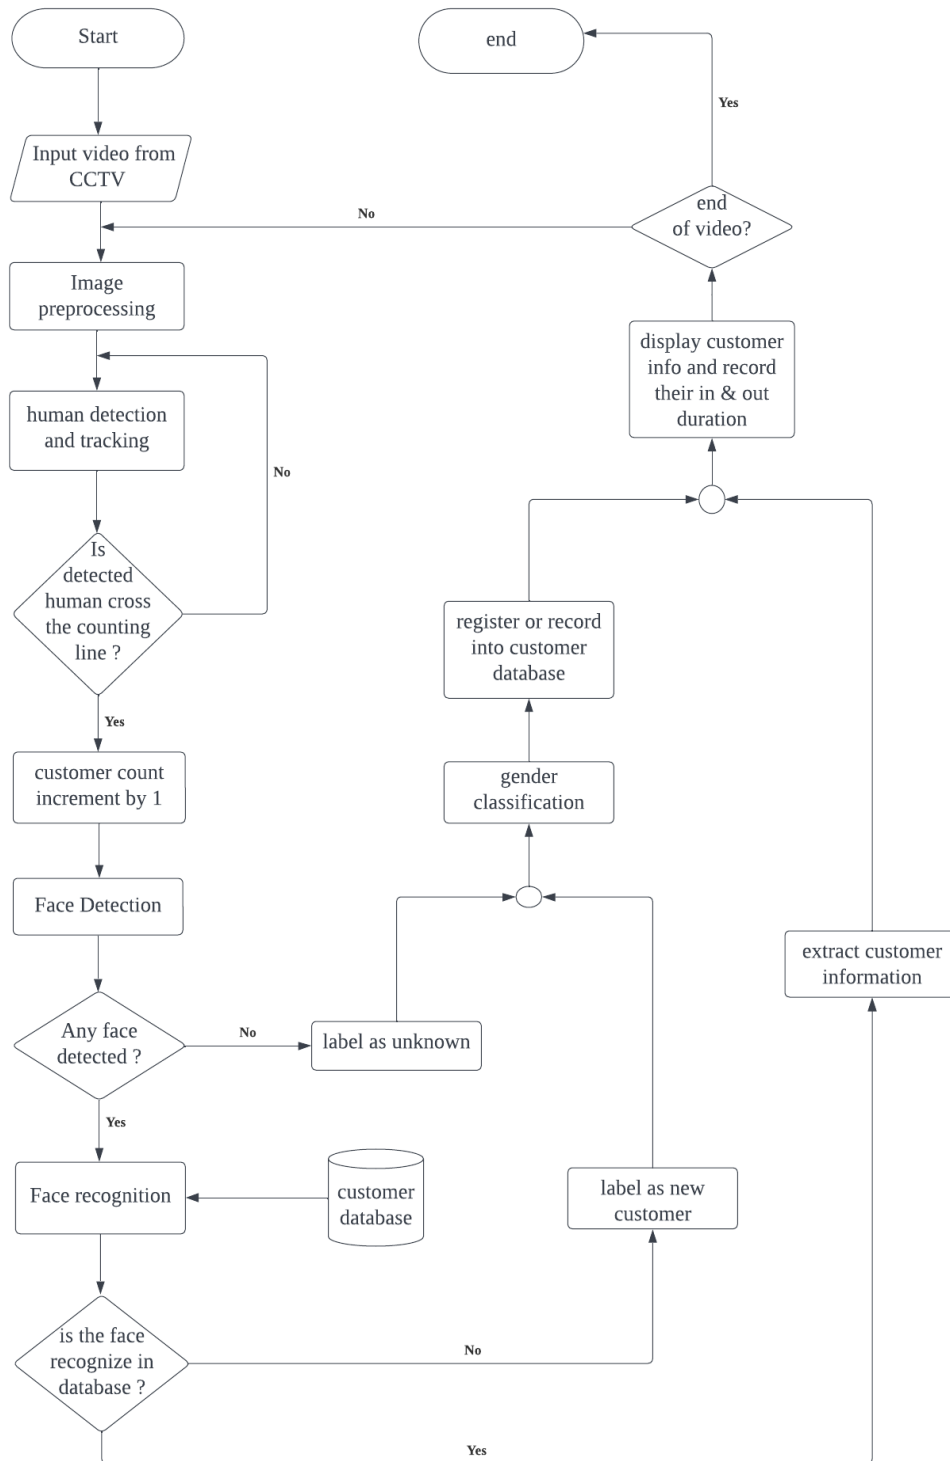 Start
end
Yes
Input video from
CCTV
end
of video?
No
Image
preprocessing
display customer
info and record
their in & out
duration
human detection
and tracking
No
Is
detected
human cross
the counting
line ?
register or record
into customer
database
Yes
customer count
increment by 1
gender
classification
Face Detection
extract customer
information
Any face
detected ?
No
label as unknown
Yes
Face recognition
customer
database
label as new
customer
is the face
recognize in
database ?
No
Yes